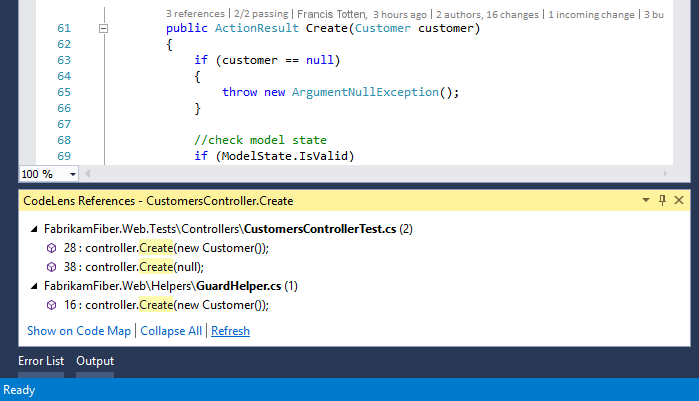 3 references | 2/2 passing | Francis Totten, 3 hours ago | 2 authors, 16 changes | 1 incoming change | 3 bu
61 public ActionResult Create(Customer customer)
62 {
63 if (customer == null)
64 {
65 throw new ArgumentNullException();
66 }
67
68 //check model state
69 if (ModelState.IsValid)
100 %
CodeLens References - CustomersController.Create
FabrikamFiber.Web.Tests\Controllers\CustomersControllerTest.cs (2)
28 : controller.Create(new Customer());
38 : controller.Create(null);
FabrikamFiber.Web\Helpers\GuardHelper.cs (1)
16 : controller.Create(new Customer());
Show on Code Map | Collapse All | Refresh
Error List Output
Ready